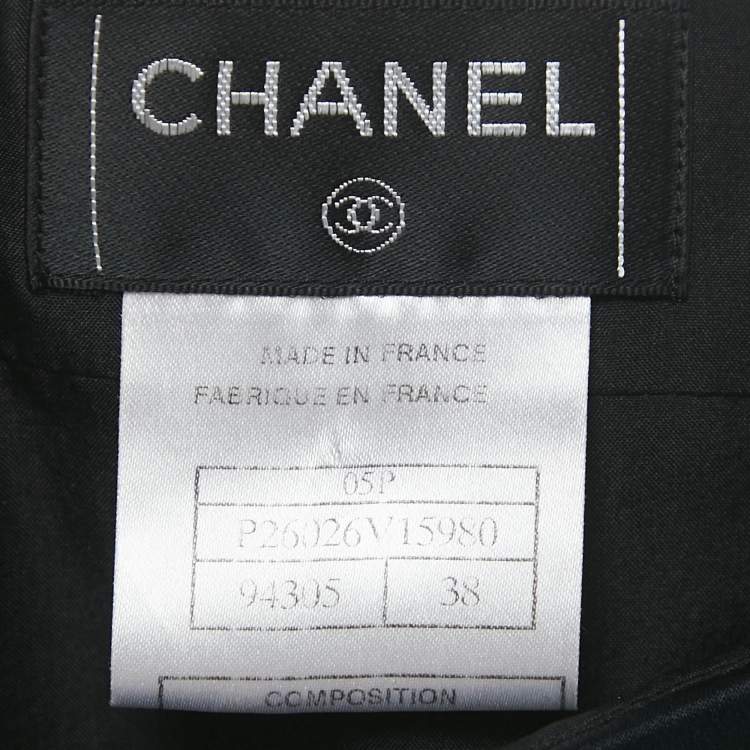 CHANEL
MADE IN FRANCE
FABRIQUE EN FRANCE
05P
P26026V15980
94305 38
COMPOSITION